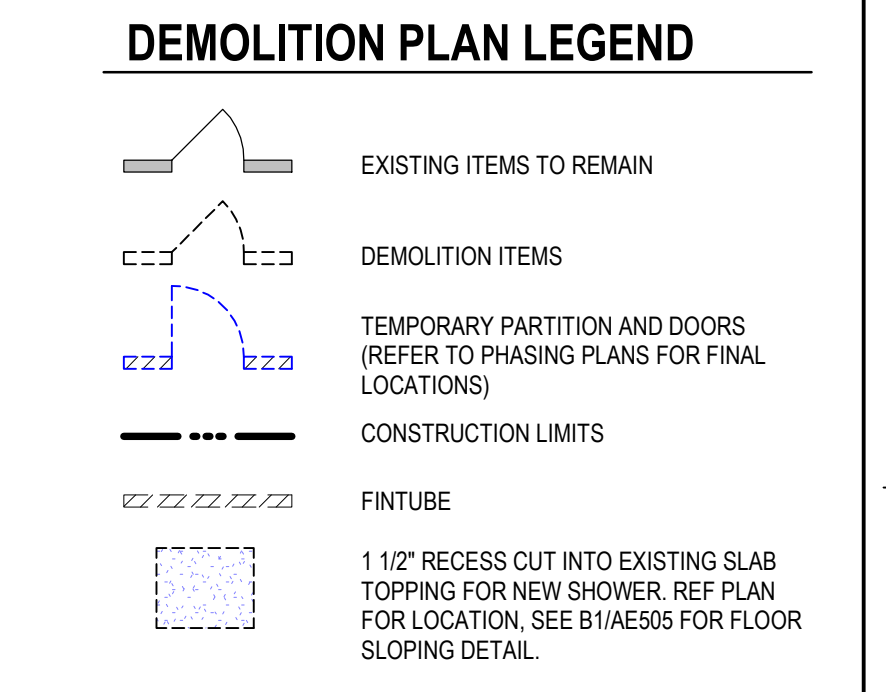 DEMOLITION PLAN LEGEND
EXISTING ITEMS TO REMAIN
DEMOLITION ITEMS
TEMPORARY PARTITION AND DOORS
(REFER TO PHASING PLANS FOR FINAL
LOCATIONS)
CONSTRUCTION LIMITS
FINTUBE
1 1/2" RECESS CUT INTO EXISTING SLAB
TOPPING FOR NEW SHOWER. REF PLAN
FOR LOCATION, SEE B1/AE505 FOR FLOOR
SLOPING DETAIL.